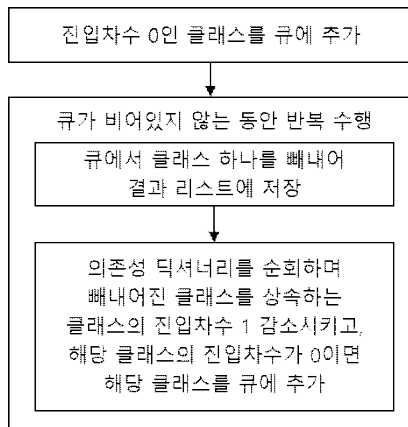 진입차수 0인 클래스를 큐에 추가
큐가 비어있지 않는 동안 반복 수행
큐에서 클래스 하나를 빼내어
결과 리스트에 저장
의존성 딕셔너리를 순회하며
빼내어진 클래스를 상속하는
클래스의 진입차수 1 감소시키고,
해당 클래스의 진입차수가 0이면
해당 클래스를 큐에 추가